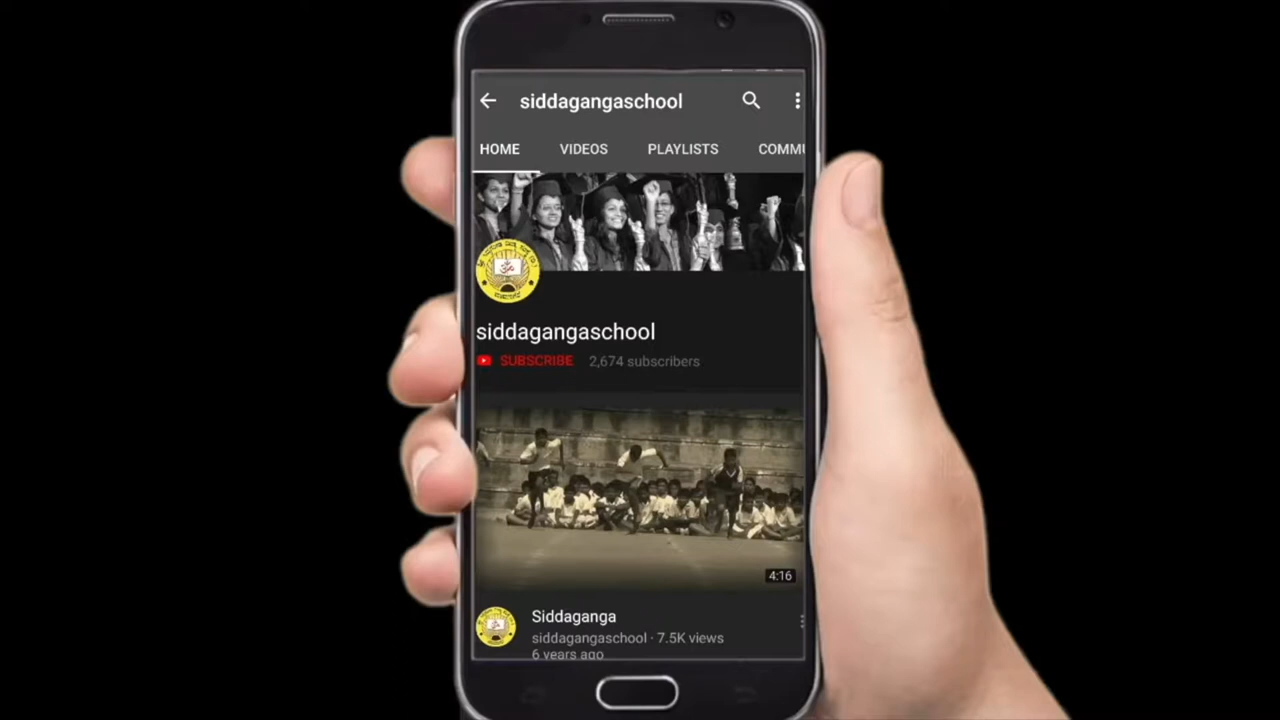 siddagangaschool
HOME VIDEOS PLAYLISTS COMMU
siddagangaschool
SUBSCRIBE 2,674 subscribers
4:16
Siddaganga
siddagangaschool · 7.5K views
6 years ago